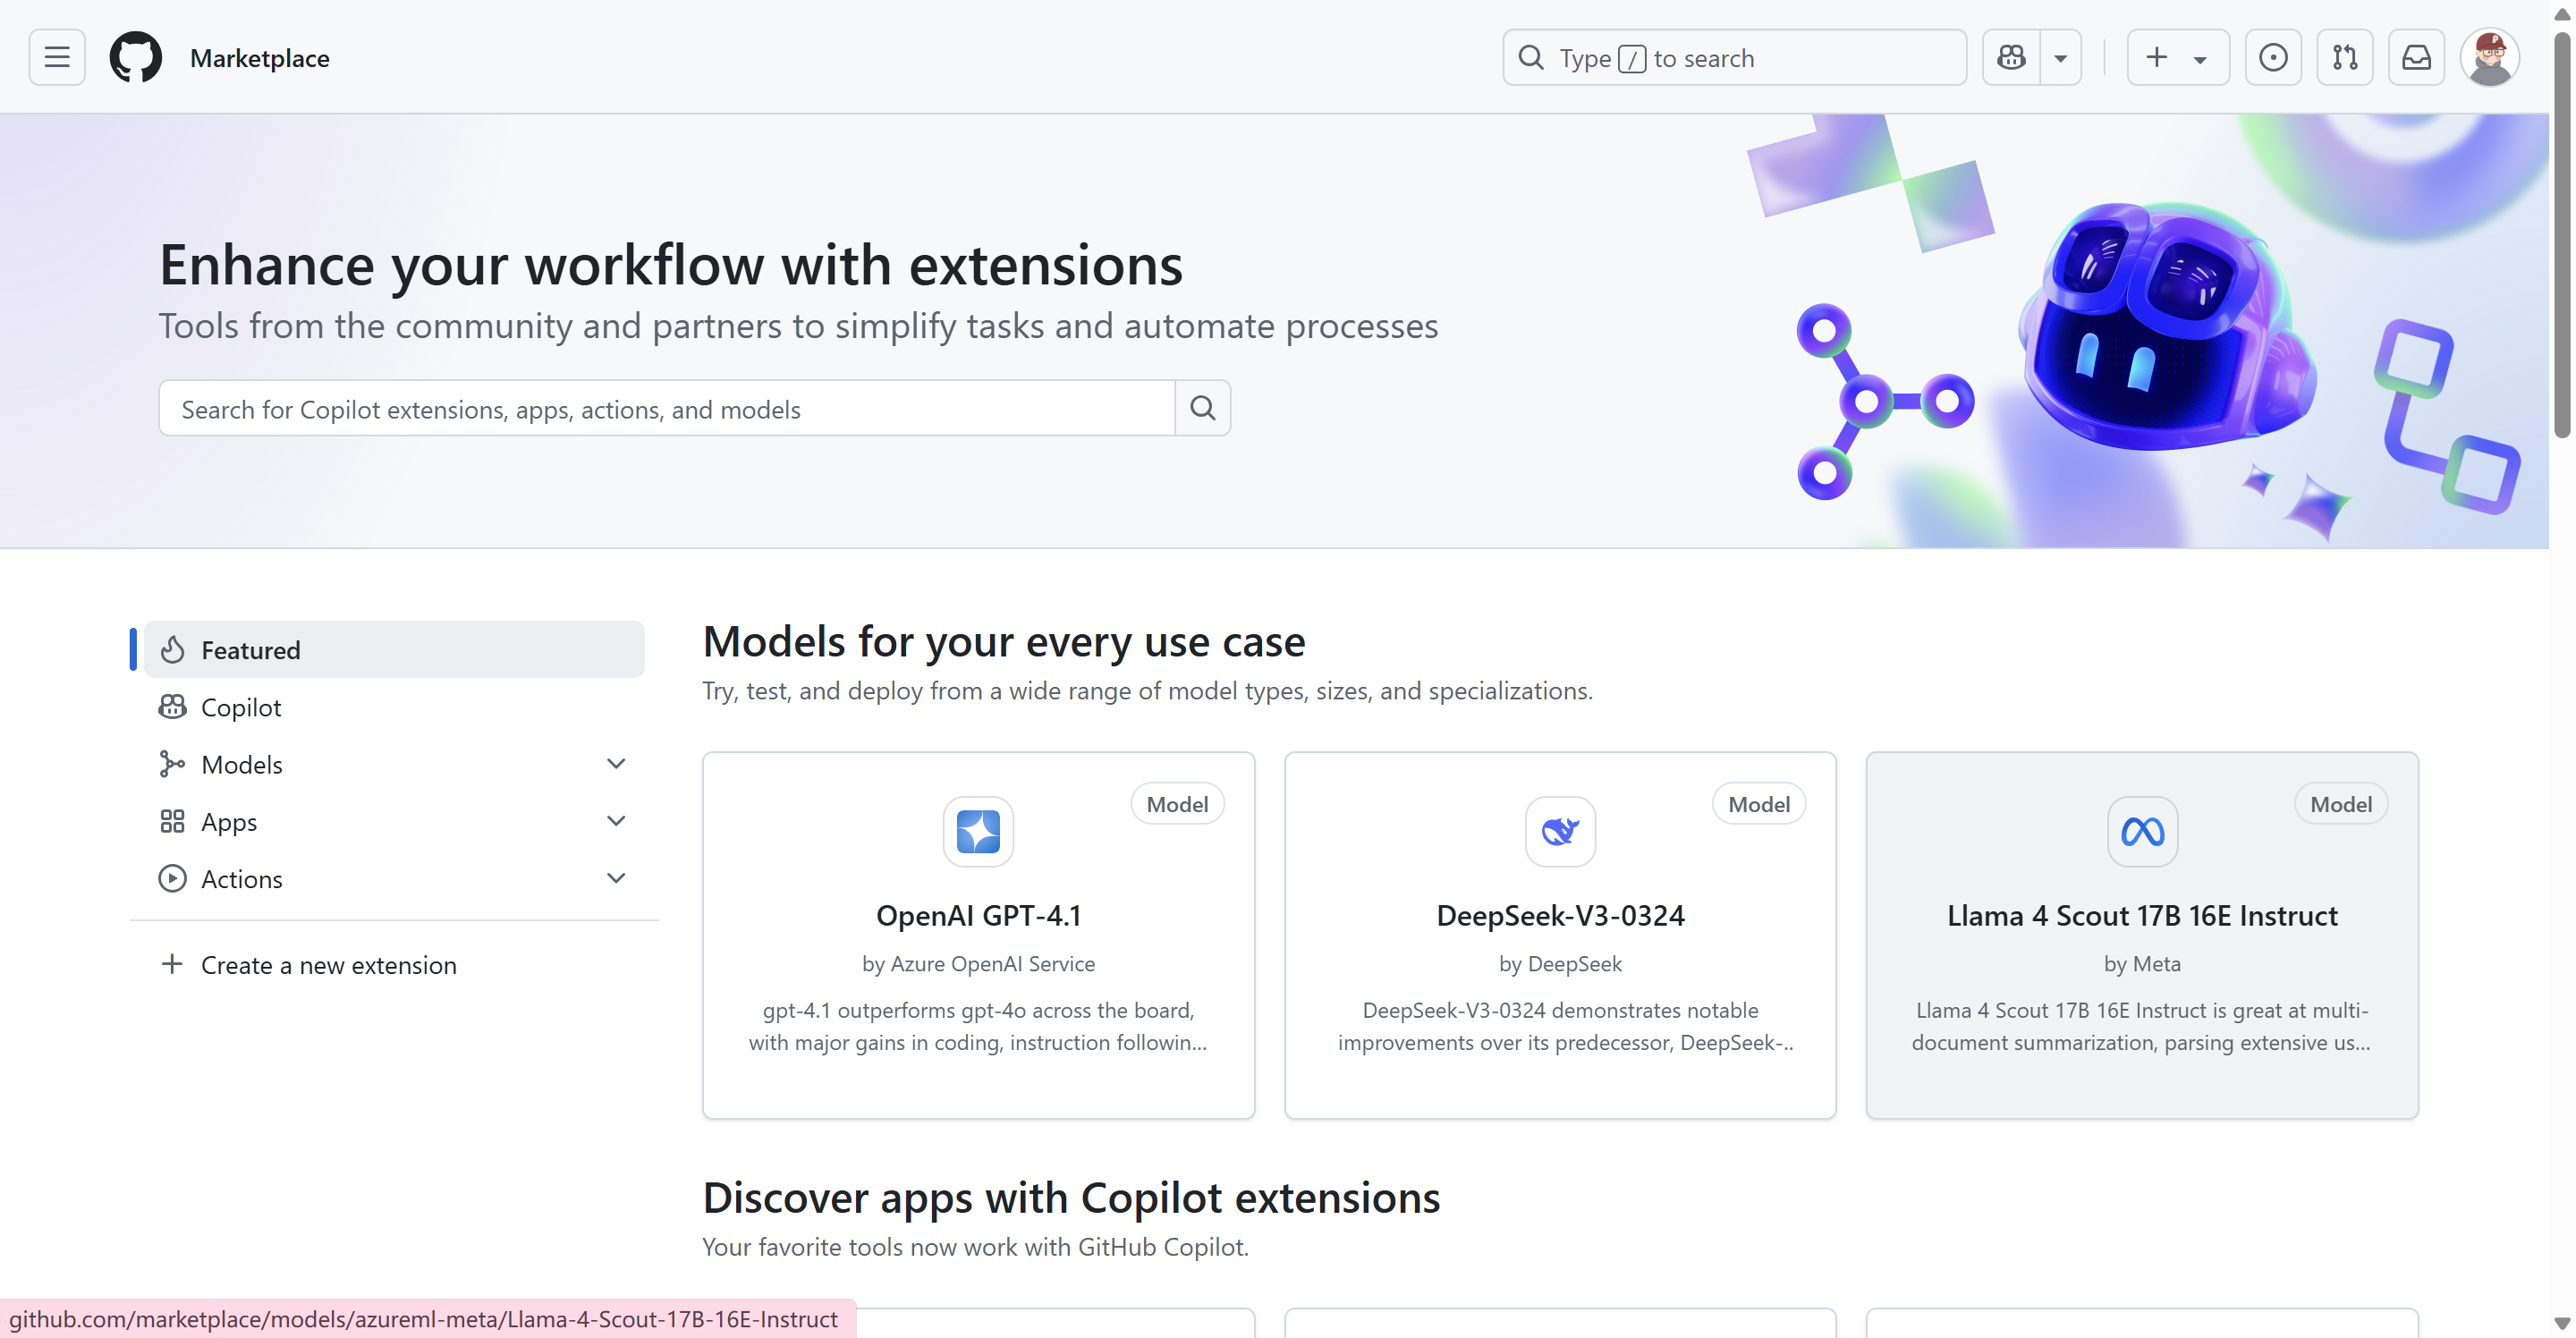 Marketplace
Type / to search
Enhance your workflow with extensions
Tools from the community and partners to simplify tasks and automate processes
Search for Copilot extensions, apps, actions, and models
Featured
Copilot
Models
Apps
Actions
Create a new extension
Models for your every use case
Try, test, and deploy from a wide range of model types, sizes, and specializations.
Model
OpenAI GPT-4.1
by Azure OpenAI Service
gpt-4.1 outperforms gpt-4o across the board,
with major gains in coding, instruction followin...
Model
DeepSeek-V3-0324
by DeepSeek
DeepSeek-V3-0324 demonstrates notable
improvements over its predecessor, DeepSeek-..
Model
Llama 4 Scout 17B 16E Instruct
by Meta
Llama 4 Scout 17B 16E Instruct is great at multi-
document summarization, parsing extensive us...
Discover apps with Copilot extensions
Your favorite tools now work with GitHub Copilot.
github.com/marketplace/models/azureml-meta/Llama-4-Scout-17B-16E-Instruct